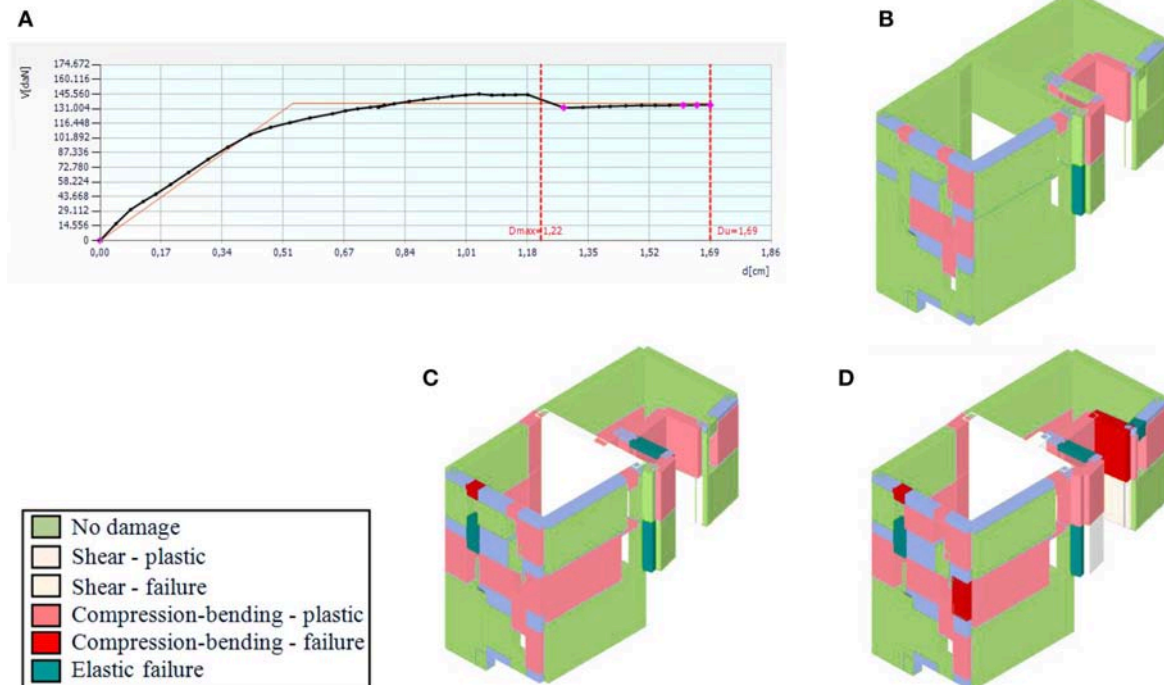 A
B
V[daN]
174.672
160.116
145.560
131.004
116.448
101.892
87.336
72.780
58.224
43.668
29.112
14.556
0
Dmax=1,22
Du=1,69
0,00 0,17 0,34 0,51 0,67 0,84 1,01 1,18 1,35 1,52 1,69 1,86
d[cm]
C
D
No damage
Shear - plastic
Shear - failure
Compression-bending - plastic
Compression-bending - failure
Elastic failure